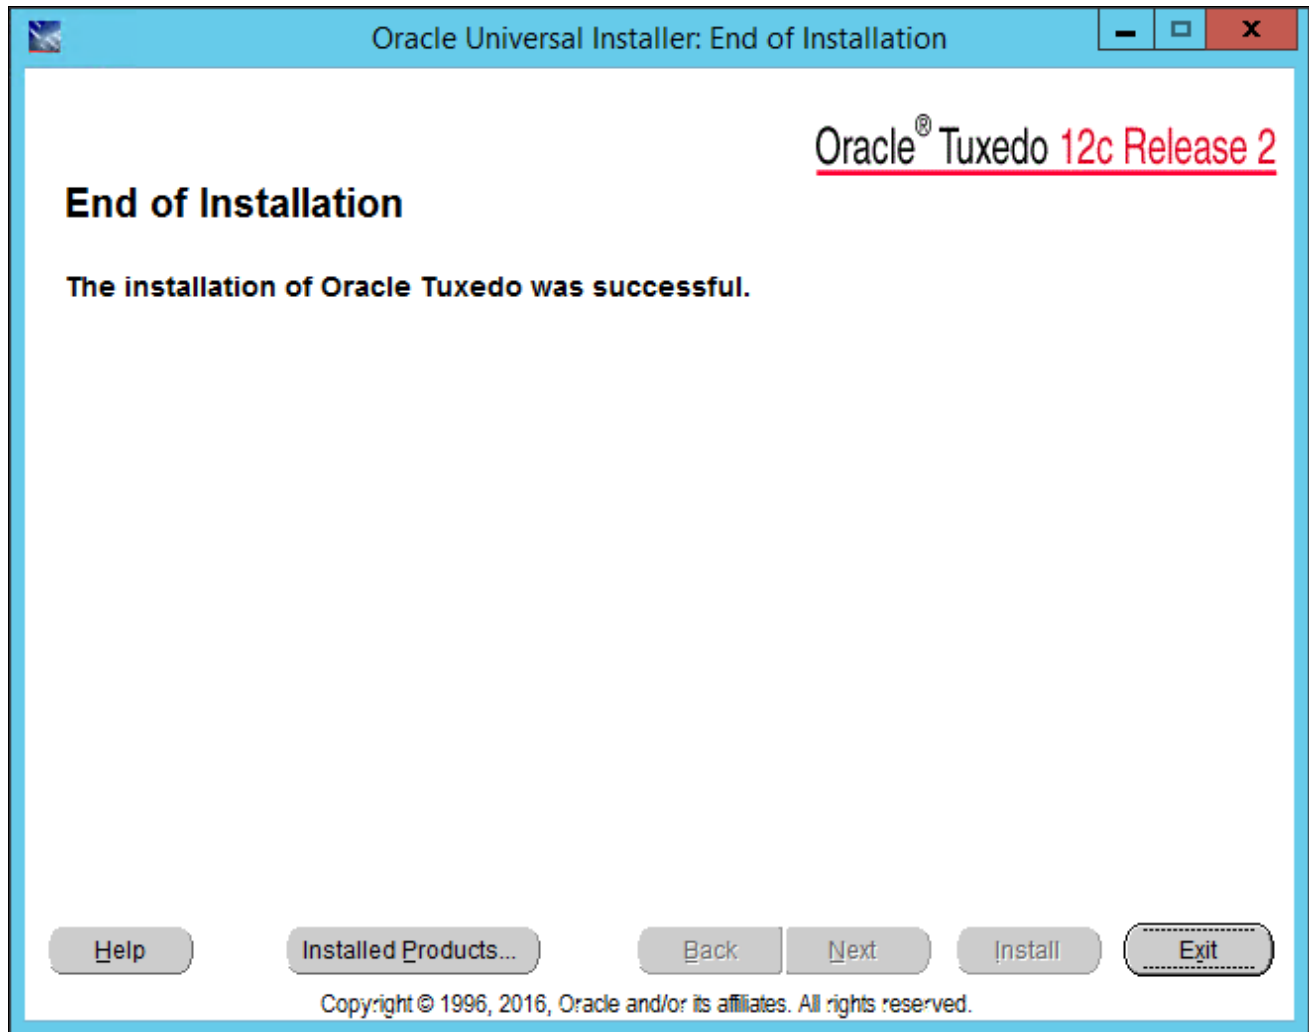 Oracle Universal Installer: End of Installation
Oracle® Tuxedo 12c Release 2
End of Installation
The installation of Oracle Tuxedo was successful.
Help Installed Products... Back Next Install Exit
Copyright © 1996, 2016, Oracle and/or its affiliates. All rights reserved.